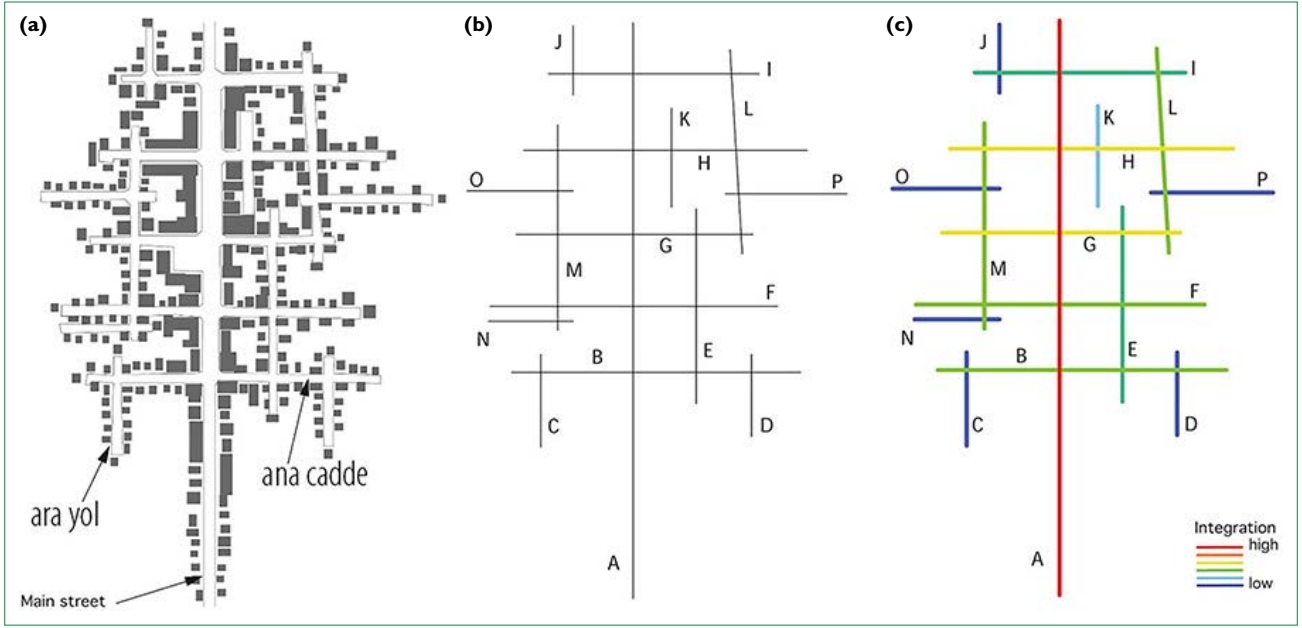 (a)
ara yol
ana cadde
Main street
(b)
J
I
L
K
H
O
P
G
M
F
N
B
E
C
D
A
(c)
J
I
L
K
H
O
P
G
M
F
N
B
E
C
D
A
Integration
high
low